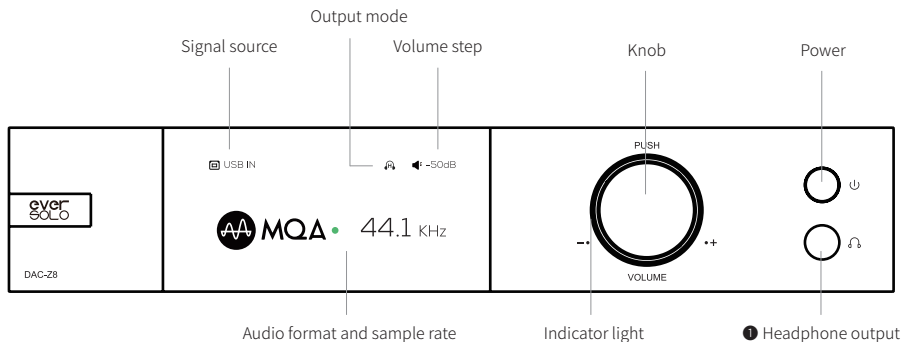 Output mode
Signal source
Volume step
Knob
Power
PUSH
USB IN
-50dB
ever
SOLO
MQA
44.1 KHz
- +
DAC-Z8
VOLUME
Audio format and sample rate
Indicator light
❶ Headphone output